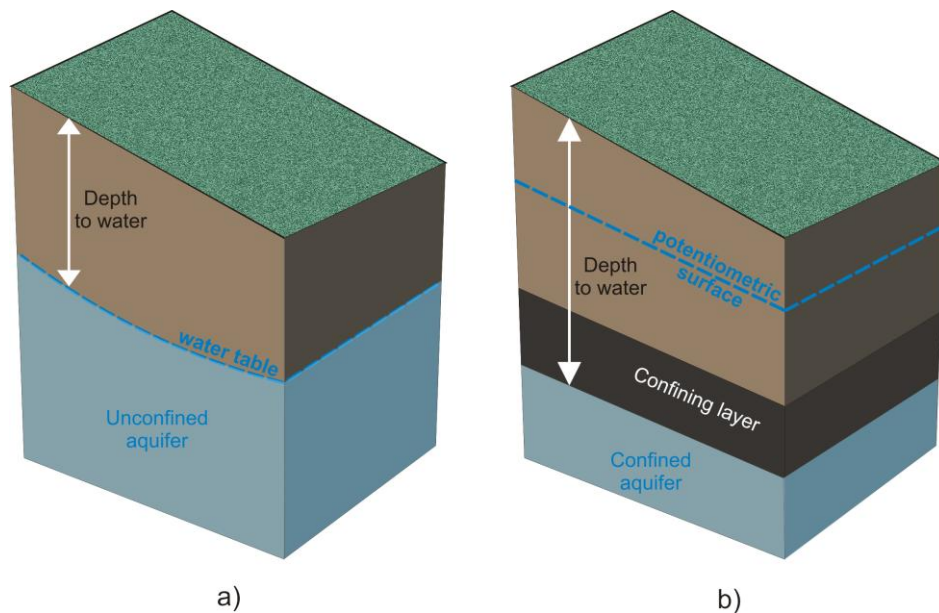 Depth
to water
water table
Unconfined
aquifer
a)
potentiometric
surface
Depth
to water
Confining layer
Confined
aquifer
b)